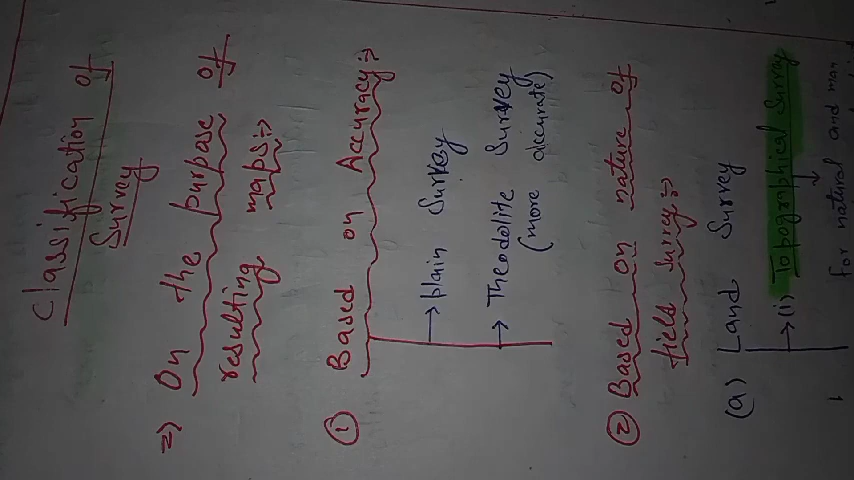 Classification of
Survey
=> On the purpose of
resulting maps :->
① Based on Accuracy :->
→ plain Survey
→ Theodolite Survey
(more accurate)
② Based on nature of
field Survey :->
(a) Land Survey
→ (i) Topographical Survey
↓
for natural and man